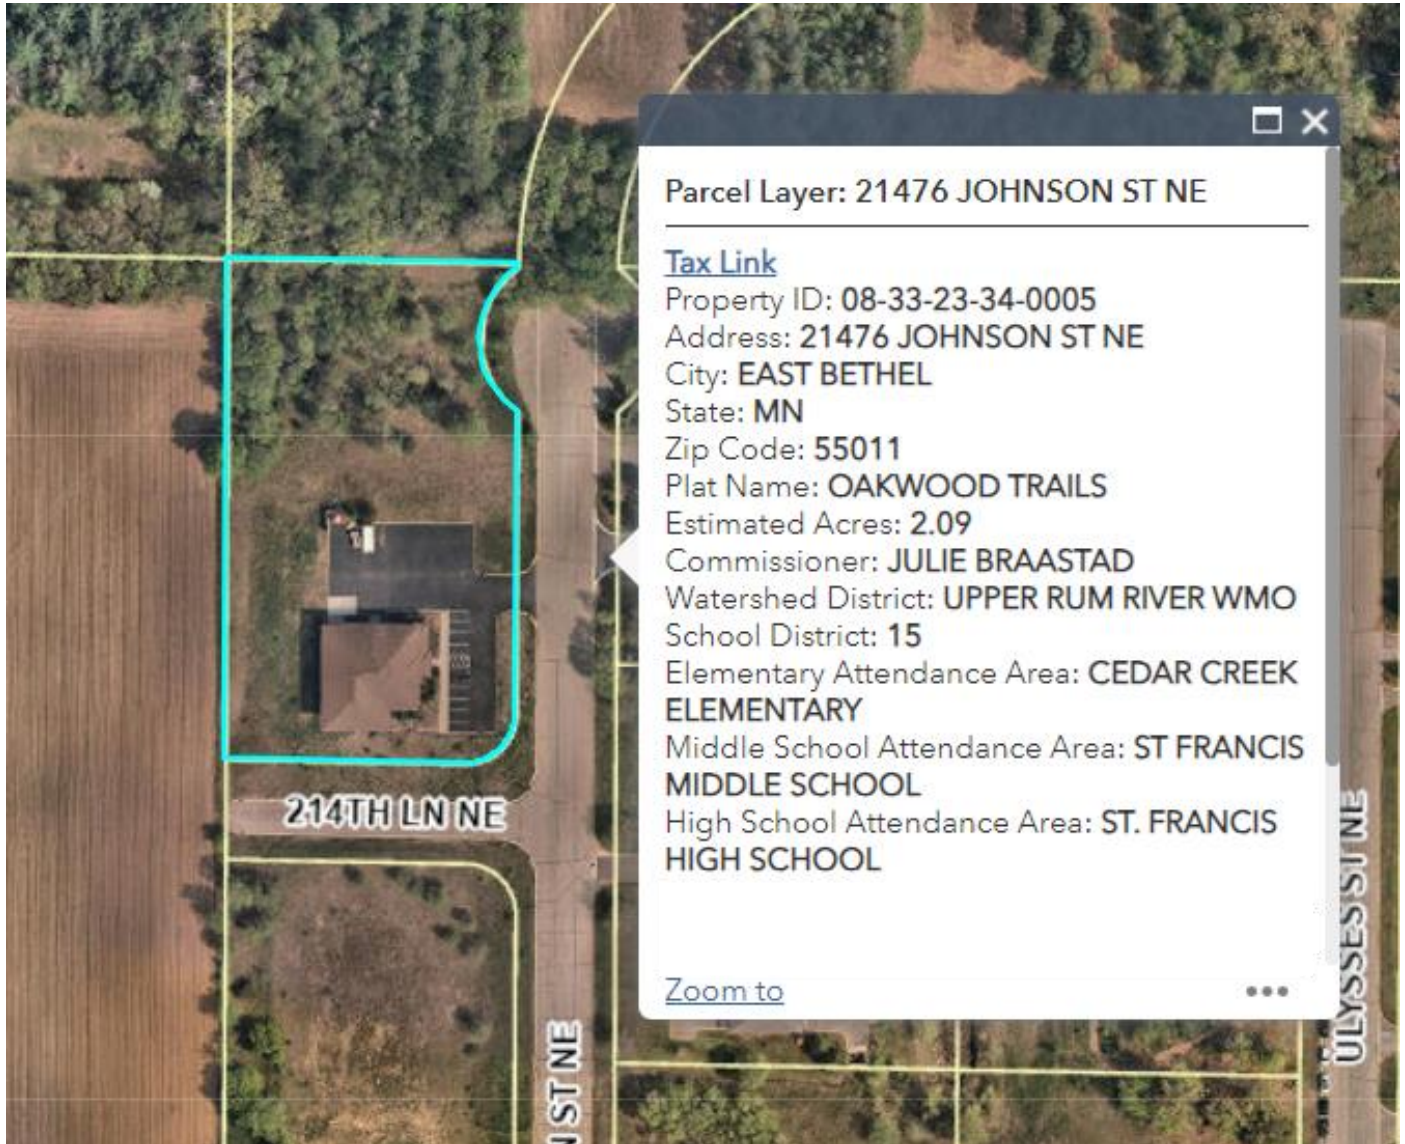 Parcel Layer: 21476 JOHNSON ST NE
Tax Link
Property ID: 08-33-23-34-0005
Address: 21476 JOHNSON ST NE
City: EAST BETHEL
State: MN
Zip Code: 55011
Plat Name: OAKWOOD TRAILS
Estimated Acres: 2.09
Commissioner: JULIE BRAASTAD
Watershed District: UPPER RUM RIVER WMO
School District: 15
Elementary Attendance Area: CEDAR CREEK
ELEMENTARY
Middle School Attendance Area: ST FRANCIS
MIDDLE SCHOOL
High School Attendance Area: ST. FRANCIS
HIGH SCHOOL
Zoom to
214TH LN NE
ST NE
ULYSSES ST NE